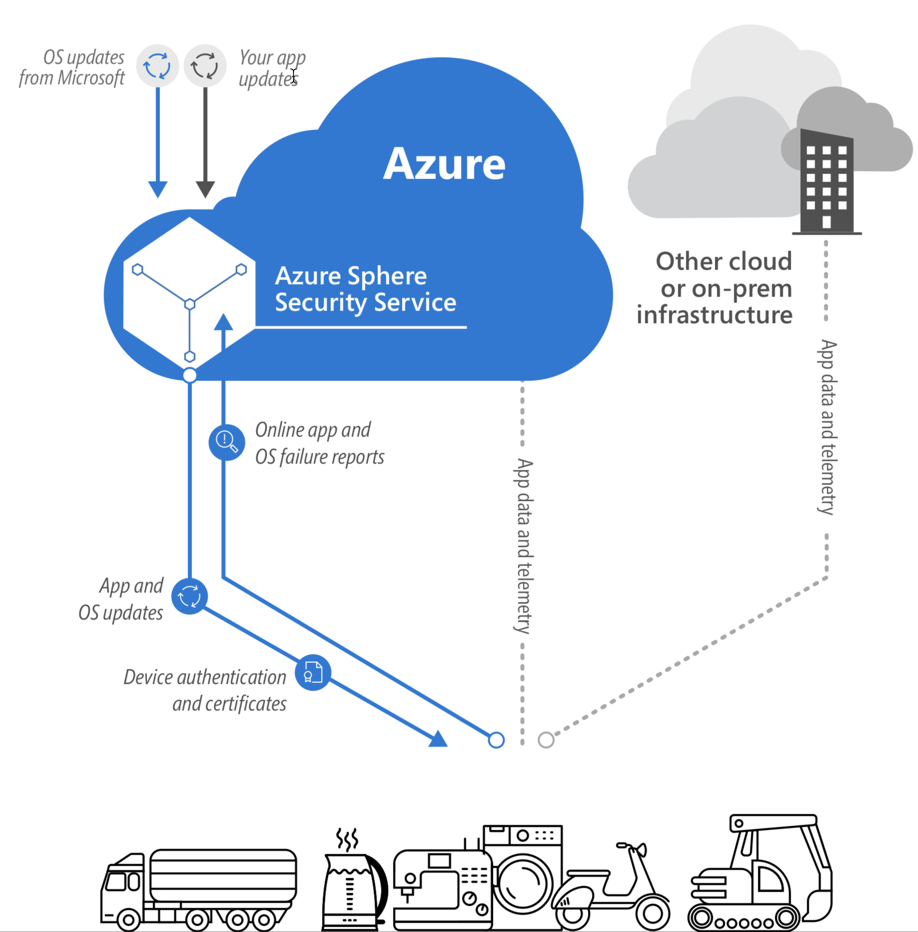 OS updates
from Microsoft
Your app
updates
Azure
Azure Sphere
Security Service
Other cloud
or on-prem
infrastructure
App data and telemetry
Online app and
OS failure reports
App data and telemetry
App and
OS updates
Device authentication
and certificates